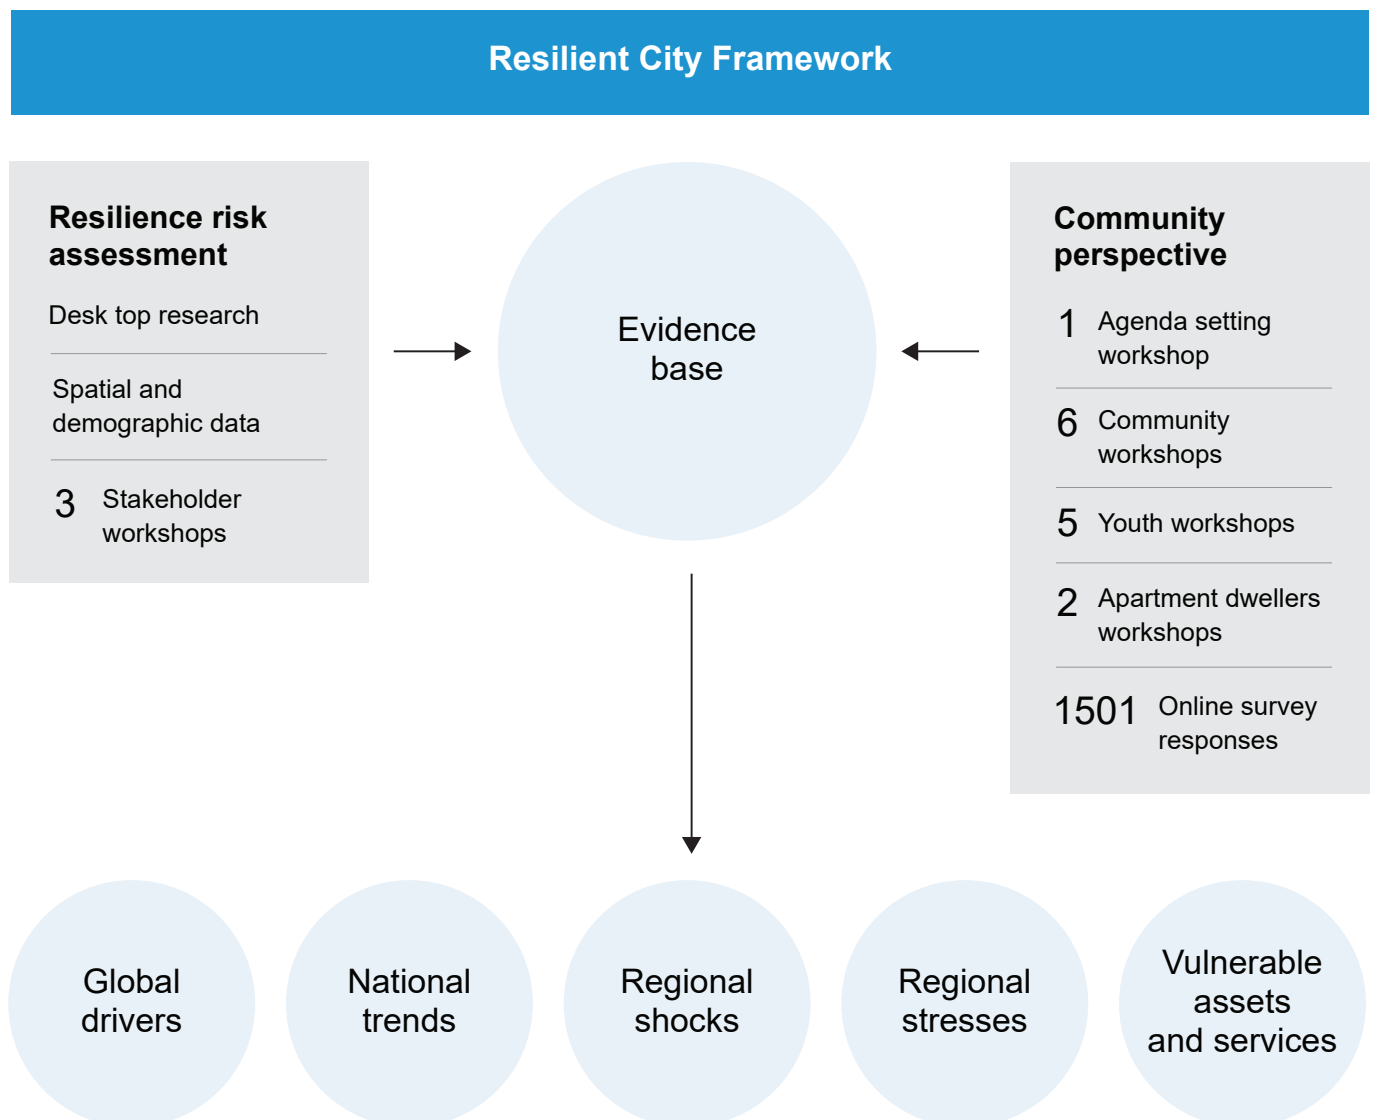 Resilient City Framework
Resilience risk
assessment
Desk top research
Spatial and
demographic data
3 Stakeholder
workshops
Evidence
base
Community
perspective
1 Agenda setting
workshop
6 Community
workshops
5 Youth workshops
2 Apartment dwellers
workshops
1501 Online survey
responses
Global
drivers
National
trends
Regional
shocks
Regional
stresses
Vulnerable
assets
and services